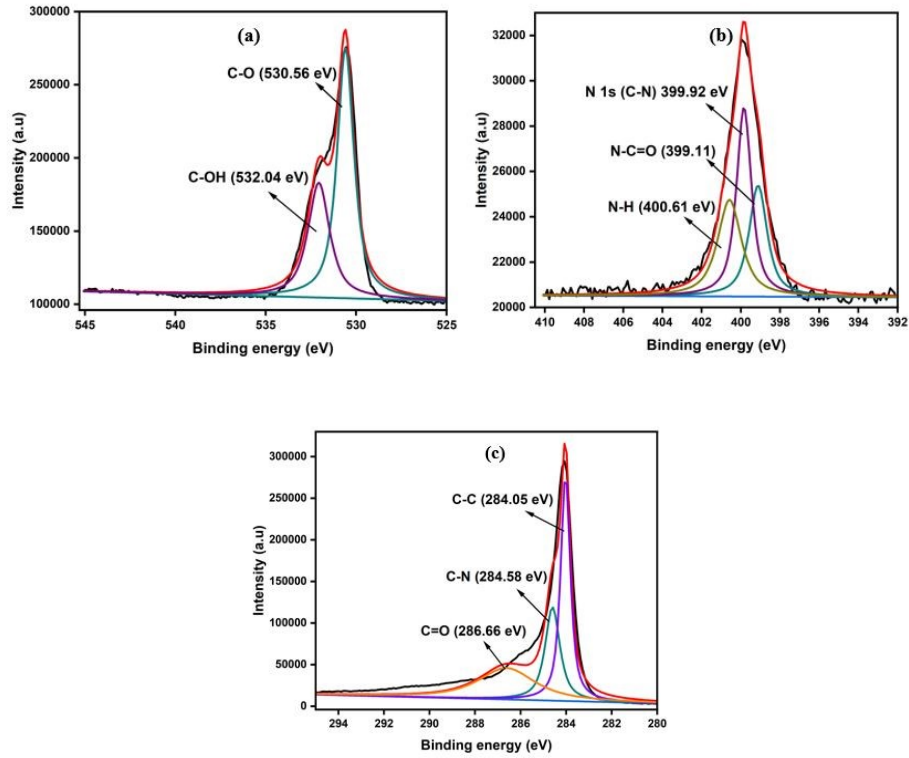 (a)
300000
250000
200000
150000
100000
C-O (530.56 eV)
C-OH (532.04 eV)
545 540 535 530 525
Binding energy (eV)
Intensity (a.u)
(b)
32000
30000
28000
26000
24000
22000
20000
N 1s (C-N) 399.92 eV
N-C=O (399.11)
N-H (400.61 eV)
410 408 406 404 402 400 398 396 394 392
Binding energy (eV)
Intensity (a.u)
(c)
300000
250000
200000
150000
100000
50000
0
C-C (284.05 eV)
C-N (284.58 eV)
C=O (286.66 eV)
294 292 290 288 286 284 282 280
Binding energy (eV)
Intensity (a.u)